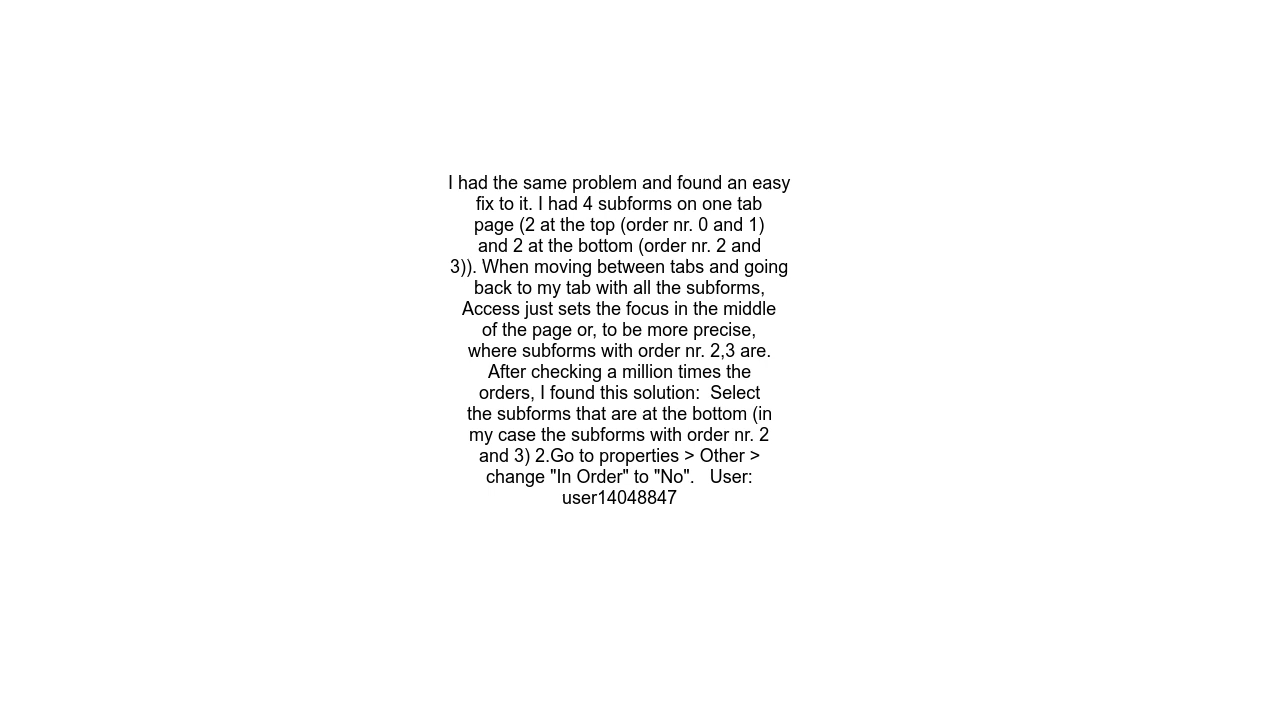 I had the same problem and found an easy
fix to it. I had 4 subforms on one tab
page (2 at the top (order nr. 0 and 1)
and 2 at the bottom (order nr. 2 and
3)). When moving between tabs and going
back to my tab with all the subforms,
Access just sets the focus in the middle
of the page or, to be more precise,
where subforms with order nr. 2,3 are.
After checking a million times the
orders, I found this solution:  Select
the subforms that are at the bottom (in
my case the subforms with order nr. 2
and 3) 2.Go to properties > Other >
change "In Order" to "No".   User:
user14048847